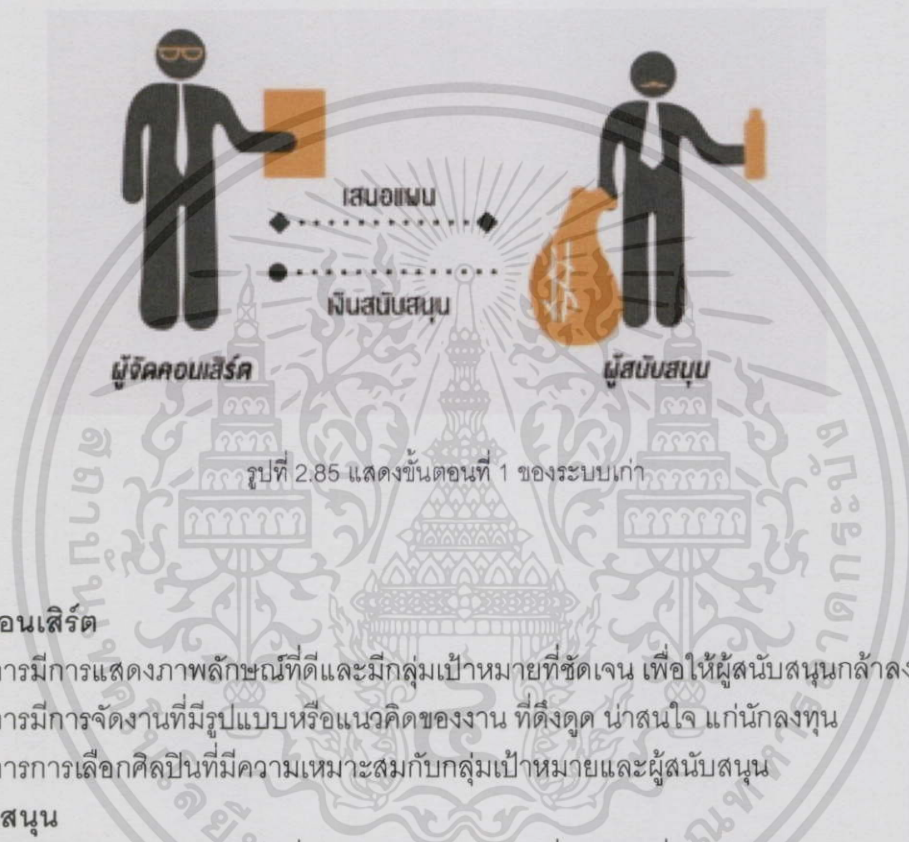 เสนอแผน
เงินสนับสนุน
ผู้จัดคอนเสิร์ต
ผู้สนับสนุน
รูปที่ 2.85 แสดงขั้นตอนที่ 1 ของระบบเก่า
อนเสิร์ต
การมีการแสดงภาพลักษณ์ที่ดีและมีกลุ่มเป้าหมายที่ชัดเจน เพื่อให้ผู้สนับสนุนกล้าลง
การมีการจัดงานที่มีรูปแบบหรือแนวคิดของงาน ที่ดึงดูด น่าสนใจ แก่นักลงทุน
การการเลือกศิลปินที่มีความเหมาะสมกับกลุ่มเป้าหมายและผู้สนับสนุน
สนุน